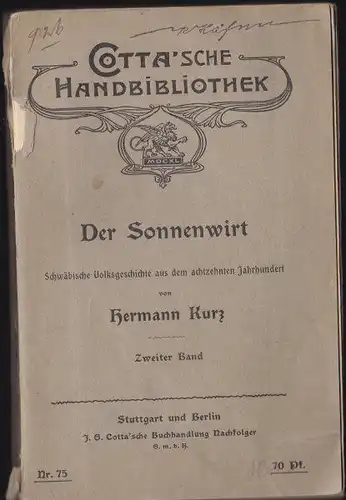 Cotta'sche
Handbibliothek
MDCXL
Der Sonnenwirt
Schwäbische Volksgeschichte aus dem achtzehnten Jahrhundert
von
Hermann Kurz
Zweiter Band
Stuttgart und Berlin
J. G. Cotta'sche Buchhandlung Nachfolger
G. m. b. H.
Nr. 75
70 Pf.